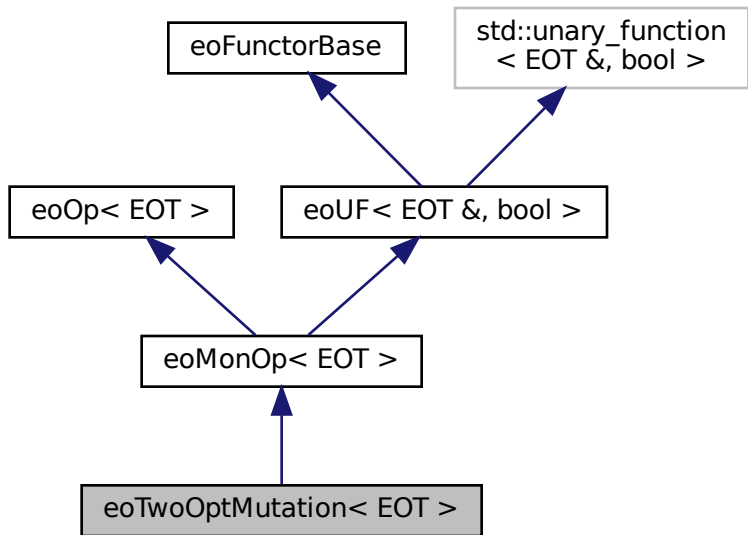 eoFunctorBase
std::unary_function
< EOT &, bool >
eoOp< EOT >
eoUF< EOT &, bool >
eoMonOp< EOT >
eoTwoOptMutation< EOT >